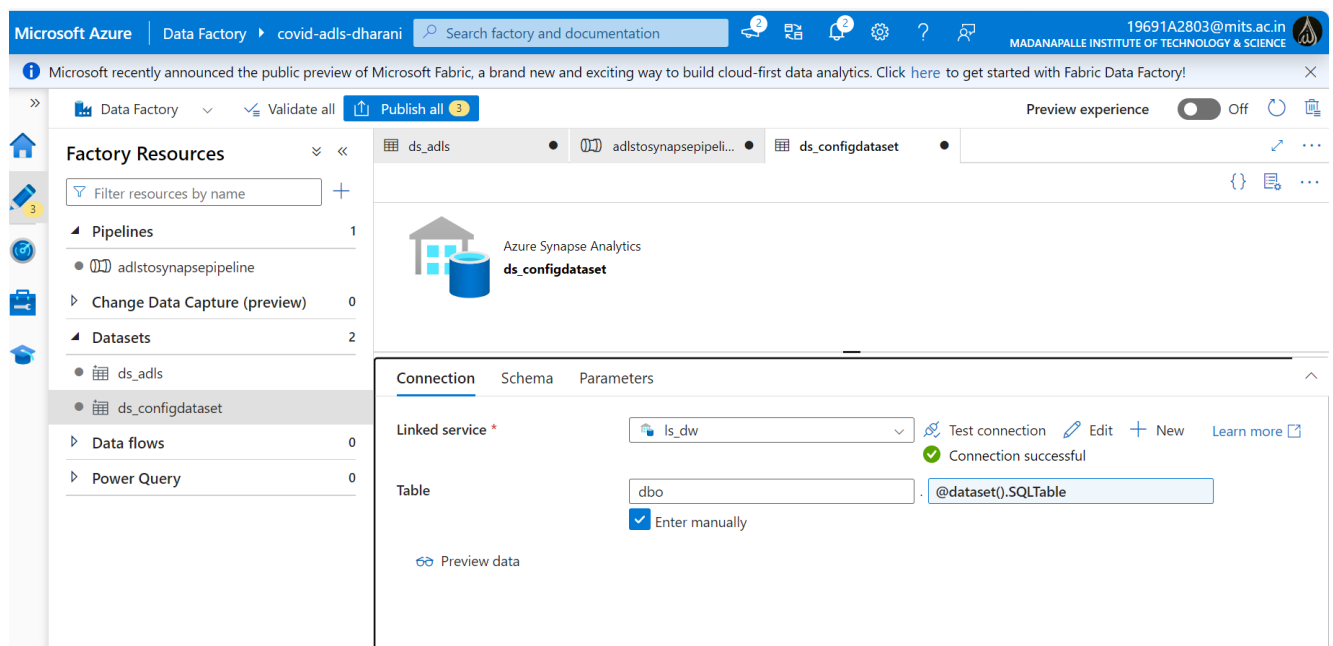 Microsoft Azure | Data Factory ▸ covid-adls-dharani Search factory and documentation 2 2 19691A2803@mits.ac.in
MADANAPALLE INSTITUTE OF TECHNOLOGY & SCIENCE
Microsoft recently announced the public preview of Microsoft Fabric, a brand new and exciting way to build cloud-first data analytics. Click here to get started with Fabric Data Factory!
Data Factory Validate all Publish all 3 Preview experience Off
Factory Resources
Filter resources by name
3
Pipelines 1
adlstosynapsepipeline
Change Data Capture (preview) 0
Datasets 2
ds_adls
ds_configdataset
Data flows 0
Power Query 0
ds_adls adlstosynapsepipeli... ds_configdataset
{}
Azure Synapse Analytics
ds_configdataset
Connection Schema Parameters
Linked service * ls_dw Test connection Edit New Learn more
Connection successful
Table dbo . @dataset().SQLTable
Enter manually
Preview data